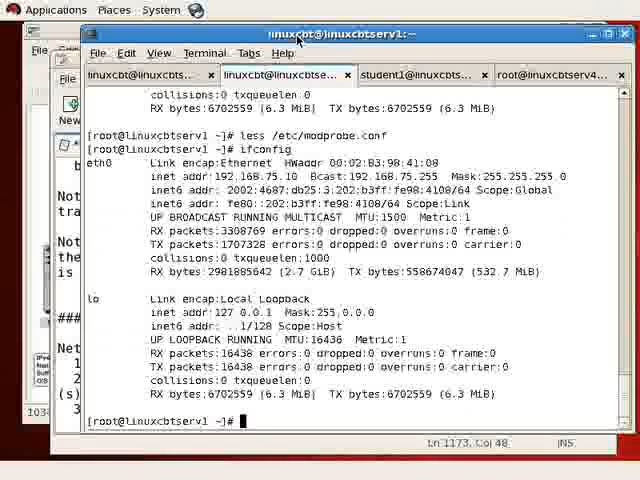 Applications Places System
linuxcbt@linuxcbtserv1:~
File Edit View Terminal Tabs Help
linuxcbt@linuxcbts... linuxcbt@linuxcbtse... student1@linuxcbts... root@linuxcbtserv4...
collisions:0 txqueuelen:0
RX bytes:6702559 (6.3 MiB) TX bytes:6702559 (6.3 MiB)
[root@linuxcbtserv1 ~]# less /etc/modprobe.conf
[root@linuxcbtserv1 ~]# ifconfig
eth0 Link encap:Ethernet HWaddr 00:02:B3:98:41:08
inet addr:192.168.75.10 Bcast:192.168.75.255 Mask:255.255.255.0
inet6 addr: 2002:4687:db25:3:202:b3ff:fe98:4108/64 Scope:Global
inet6 addr: fe80::202:b3ff:fe98:4108/64 Scope:Link
UP BROADCAST RUNNING MULTICAST MTU:1500 Metric:1
RX packets:3308769 errors:0 dropped:0 overruns:0 frame:0
TX packets:1707328 errors:0 dropped:0 overruns:0 carrier:0
collisions:0 txqueuelen:1000
RX bytes:2981885642 (2.7 GiB) TX bytes:558674047 (532.7 MiB)
lo Link encap:Local Loopback
inet addr:127.0.0.1 Mask:255.0.0.0
inet6 addr: ::1/128 Scope:Host
UP LOOPBACK RUNNING MTU:16436 Metric:1
RX packets:16438 errors:0 dropped:0 overruns:0 frame:0
TX packets:16438 errors:0 dropped:0 overruns:0 carrier:0
collisions:0 txqueuelen:0
RX bytes:6702559 (6.3 MiB) TX bytes:6702559 (6.3 MiB)
[root@linuxcbtserv1 ~]#
File
File
New
Not
tra
Not
the
is
###
Net
1
2
(s)
3
Ln 1173, Col 48 INS